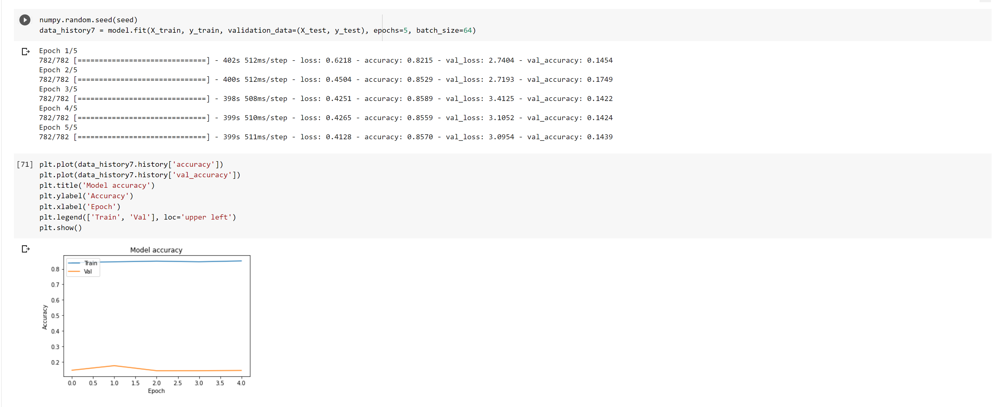 numpy.random.seed(seed)
data_history7 = model.fit(X_train, y_train, validation_data=(X_test, y_test), epochs=5, batch_size=64)
Epoch 1/5
782/782 [==============================] - 402s 512ms/step - loss: 0.6218 - accuracy: 0.8215 - val_loss: 2.7404 - val_accuracy: 0.1454
Epoch 2/5
782/782 [==============================] - 400s 512ms/step - loss: 0.4504 - accuracy: 0.8529 - val_loss: 2.7193 - val_accuracy: 0.1749
Epoch 3/5
782/782 [==============================] - 398s 508ms/step - loss: 0.4251 - accuracy: 0.8589 - val_loss: 3.4125 - val_accuracy: 0.1422
Epoch 4/5
782/782 [==============================] - 399s 510ms/step - loss: 0.4265 - accuracy: 0.8559 - val_loss: 3.1052 - val_accuracy: 0.1424
Epoch 5/5
782/782 [==============================] - 399s 511ms/step - loss: 0.4128 - accuracy: 0.8570 - val_loss: 3.0954 - val_accuracy: 0.1439
[71] plt.plot(data_history7.history['accuracy'])
plt.plot(data_history7.history['val_accuracy'])
plt.title('Model accuracy')
plt.ylabel('Accuracy')
plt.xlabel('Epoch')
plt.legend(['Train', 'Val'], loc='upper left')
plt.show()
Model accuracy
Train
Val
0.8
0.7
0.6
0.5
0.4
0.3
0.2
Accuracy
0.0 0.5 1.0 1.5 2.0 2.5 3.0 3.5 4.0
Epoch